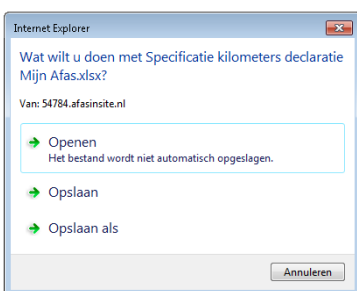 Internet Explorer
Wat wilt u doen met Specificatie kilometers declaratie
Mijn Afas.xlsx?
Van: 54784.afasinsite.nl
Openen
Het bestand wordt niet automatisch opgeslagen.
Opslaan
Opslaan als
Annuleren